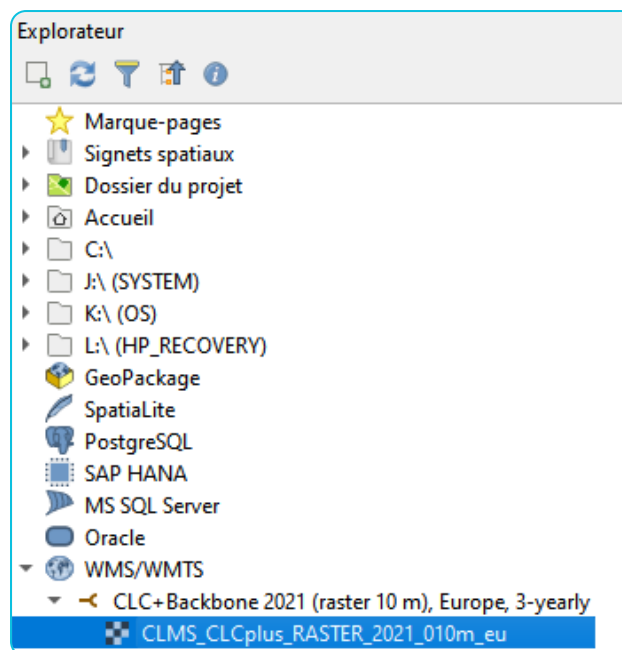 Explorateur
Marque-pages
Signets spatiaux
Dossier du projet
Accueil
C:\
J:\ (SYSTEM)
K:\ (OS)
L:\ (HP_RECOVERY)
GeoPackage
SpatiaLite
PostgreSQL
SAP HANA
MS SQL Server
Oracle
WMS/WMTS
CLC+Backbone 2021 (raster 10 m), Europe, 3-yearly
CLMS_CLCplus_RASTER_2021_010m_eu